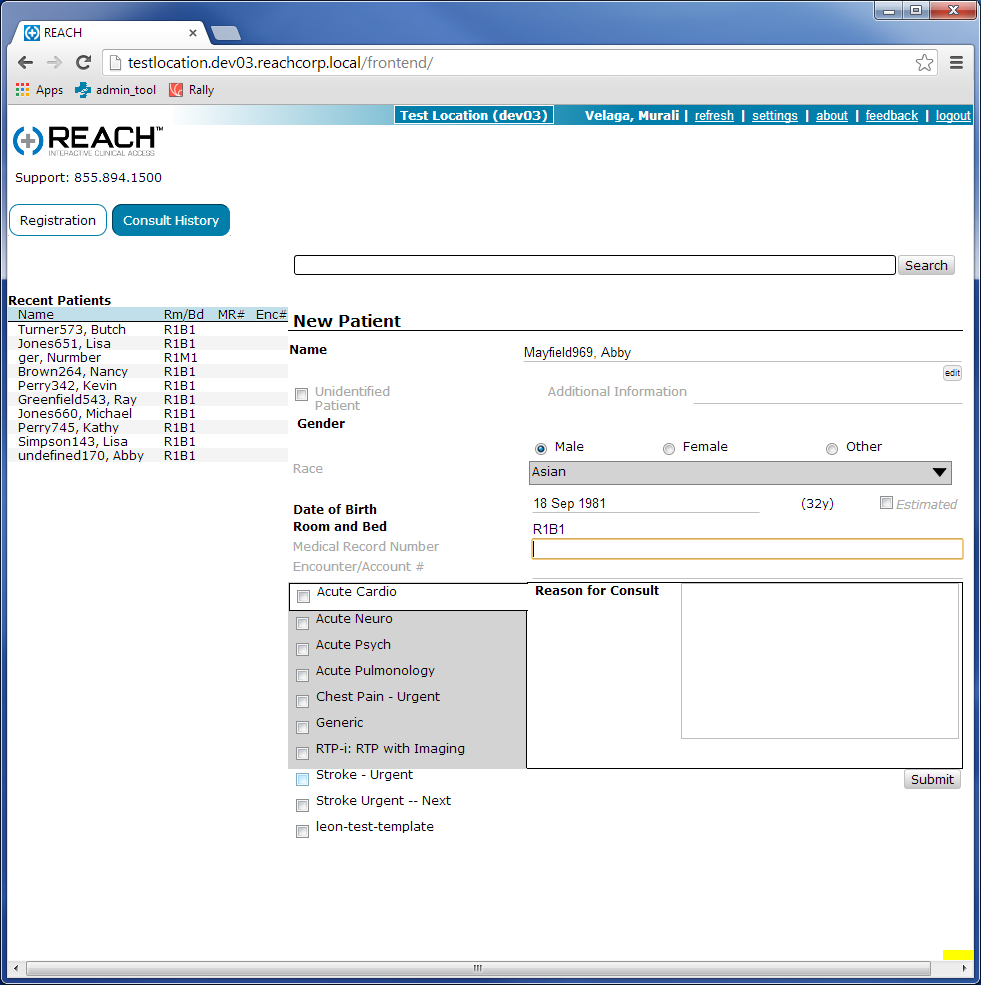 REACH
testlocation.dev03.reachcorp.local/frontend/
Apps admin_tool Rally
Test Location (dev03) Velaga, Murali | refresh | settings | about | feedback | logout
REACH™
INTERACTIVE CLINICAL ACCESS
Support: 855.894.1500
Registration Consult History
Search
Recent Patients
Name Rm/Bd MR# Enc#
Turner573, Butch R1B1
Jones651, Lisa R1B1
ger, Nurmber R1M1
Brown264, Nancy R1B1
Perry342, Kevin R1B1
Greenfield543, Ray R1B1
Jones660, Michael R1B1
Perry745, Kathy R1B1
Simpson143, Lisa R1B1
undefined170, Abby R1B1
New Patient
Name Mayfield969, Abby
edit
Unidentified Patient Additional Information
Gender
Male Female Other
Race Asian
Date of Birth 18 Sep 1981 (32y) Estimated
Room and Bed R1B1
Medical Record Number
Encounter/Account #
Acute Cardio Reason for Consult
Acute Neuro
Acute Psych
Acute Pulmonology
Chest Pain - Urgent
Generic
RTP-i: RTP with Imaging
Stroke - Urgent Submit
Stroke Urgent -- Next
leon-test-template